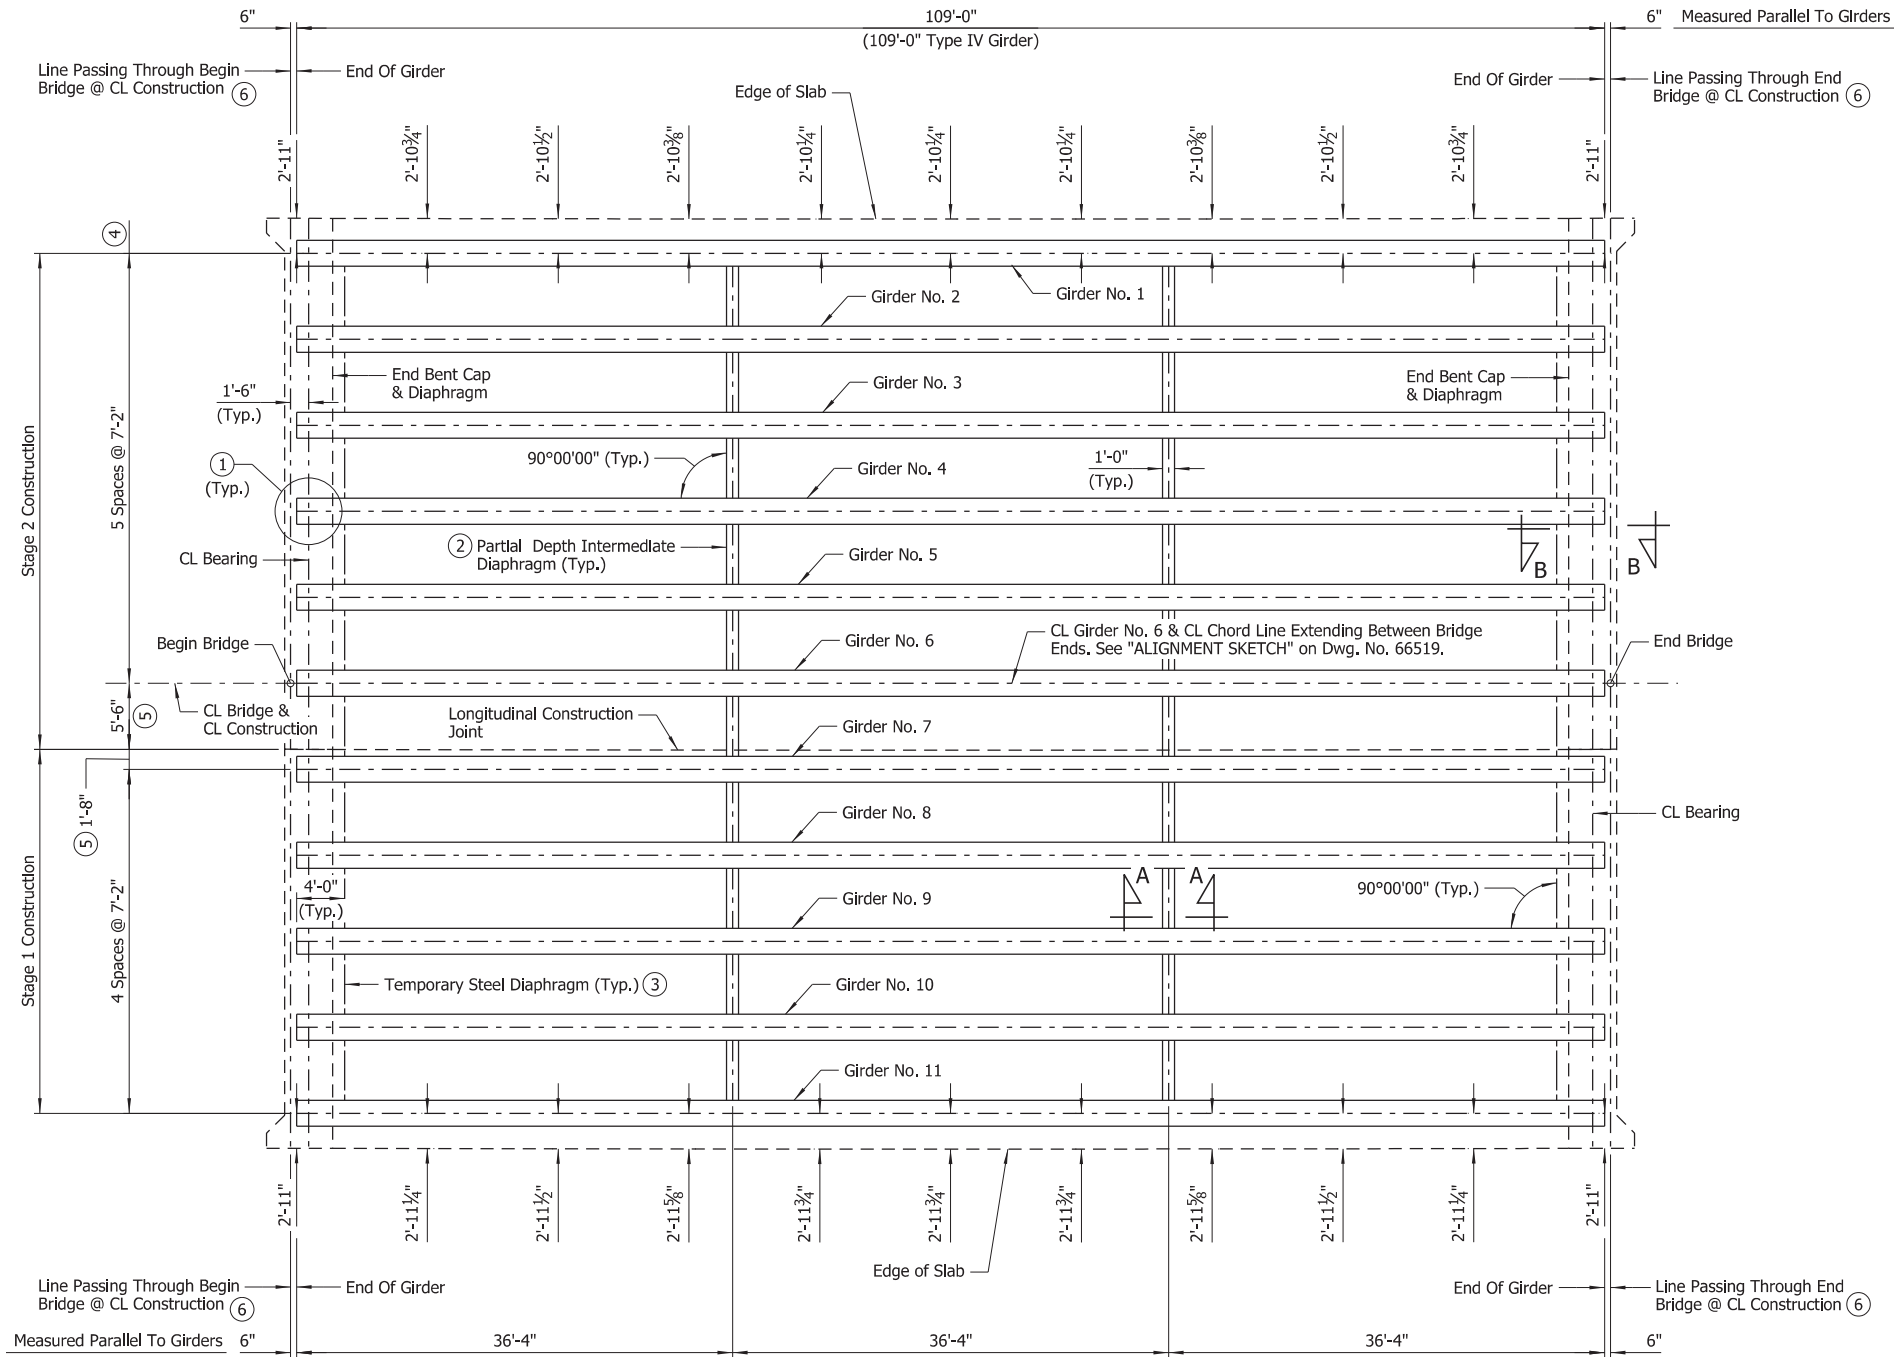 6"
109'-0"
(109'-0" Type IV Girder)
6"
Measured Parallel To Girders
Line Passing Through Begin
Bridge @ CL Construction 6
End Of Girder
Edge of Slab
End Of Girder
Line Passing Through End
Bridge @ CL Construction 6
2'-11"
2'-10¾"
2'-10½"
2'-10⅜"
2'-10¼"
2'-10¼"
2'-10¼"
2'-10⅜"
2'-10½"
2'-10¾"
2'-11"
4
Girder No. 1
Girder No. 2
End Bent Cap
& Diaphragm
Girder No. 3
End Bent Cap
& Diaphragm
1'-6"
(Typ.)
5 Spaces @ 7'-2"
Stage 2 Construction
1
(Typ.)
90°00'00" (Typ.)
Girder No. 4
1'-0"
(Typ.)
CL Bearing
2 Partial Depth Intermediate
Diaphragm (Typ.)
Girder No. 5
B
B
Begin Bridge
Girder No. 6
CL Girder No. 6 & CL Chord Line Extending Between Bridge
Ends. See "ALIGNMENT SKETCH" on Dwg. No. 66519.
End Bridge
5'-6"
5
CL Bridge &
CL Construction
Longitudinal Construction
Joint
Girder No. 7
5 1'-8"
Girder No. 8
CL Bearing
Stage 1 Construction
4 Spaces @ 7'-2"
4'-0"
(Typ.)
Girder No. 9
A
A
90°00'00" (Typ.)
Temporary Steel Diaphragm (Typ.) 3
Girder No. 10
Girder No. 11
2'-11"
2'-11¼"
2'-11½"
2'-11⅝"
2'-11¾"
2'-11¾"
2'-11¾"
2'-11⅝"
2'-11½"
2'-11¼"
2'-11"
Edge of Slab
Line Passing Through Begin
Bridge @ CL Construction 6
End Of Girder
End Of Girder
Line Passing Through End
Bridge @ CL Construction 6
Measured Parallel To Girders
6"
36'-4"
36'-4"
36'-4"
6"